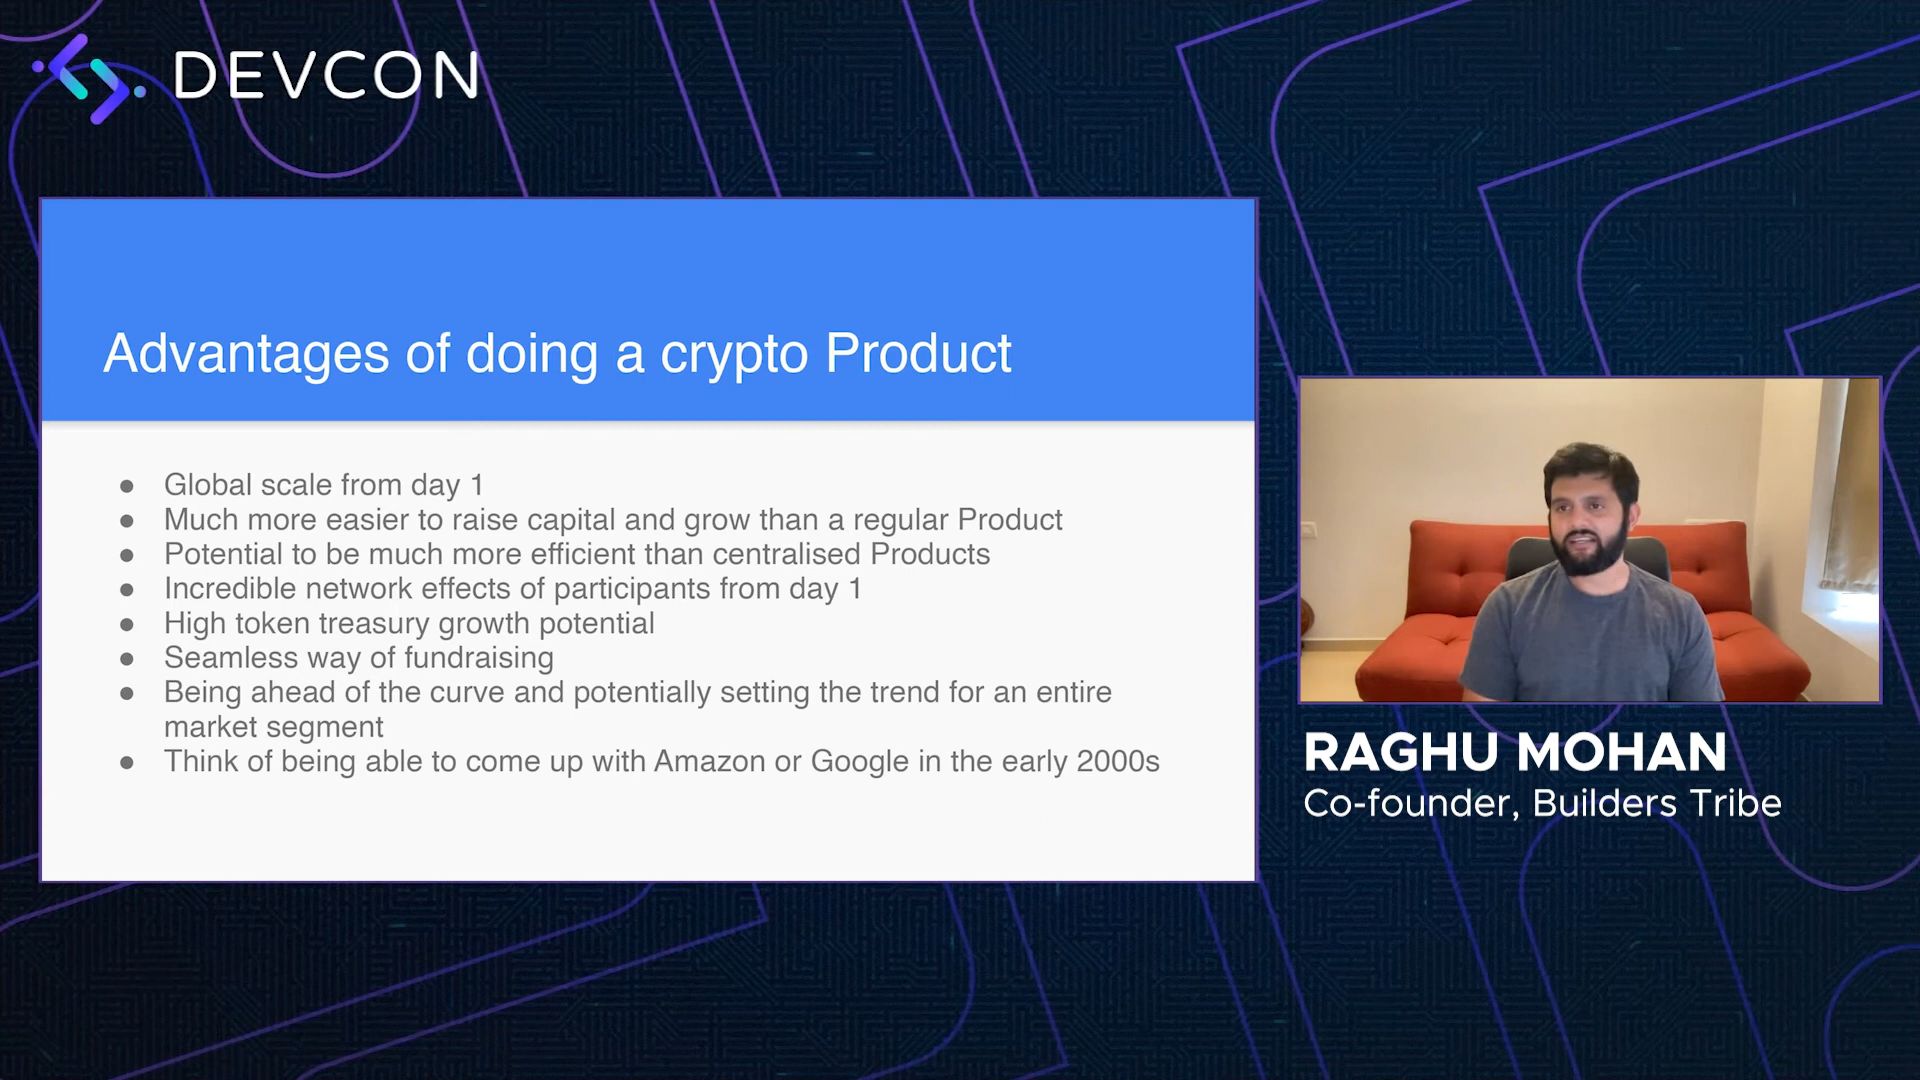 DEVCON
Advantages of doing a crypto Product
● Global scale from day 1
● Much more easier to raise capital and grow than a regular Product
● Potential to be much more efficient than centralised Products
● Incredible network effects of participants from day 1
● High token treasury growth potential
● Seamless way of fundraising
● Being ahead of the curve and potentially setting the trend for an entire
market segment
● Think of being able to come up with Amazon or Google in the early 2000s
RAGHU MOHAN
Co-founder, Builders Tribe